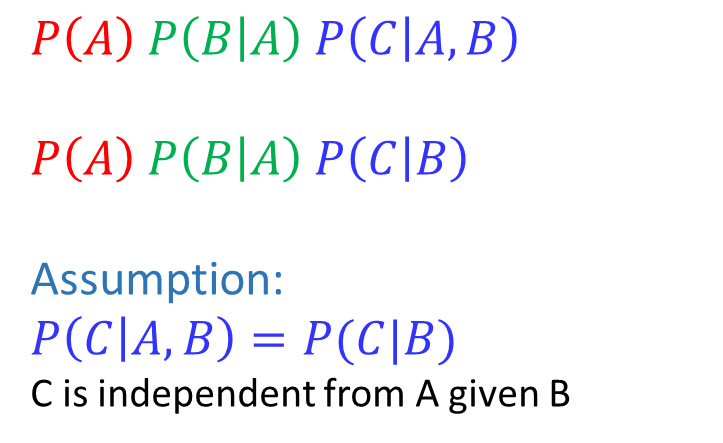 P(A) P(B|A) P(C|A, B)
P(A) P(B|A) P(C|B)
Assumption:
P(C|A, B) = P(C|B)
C is independent from A given B